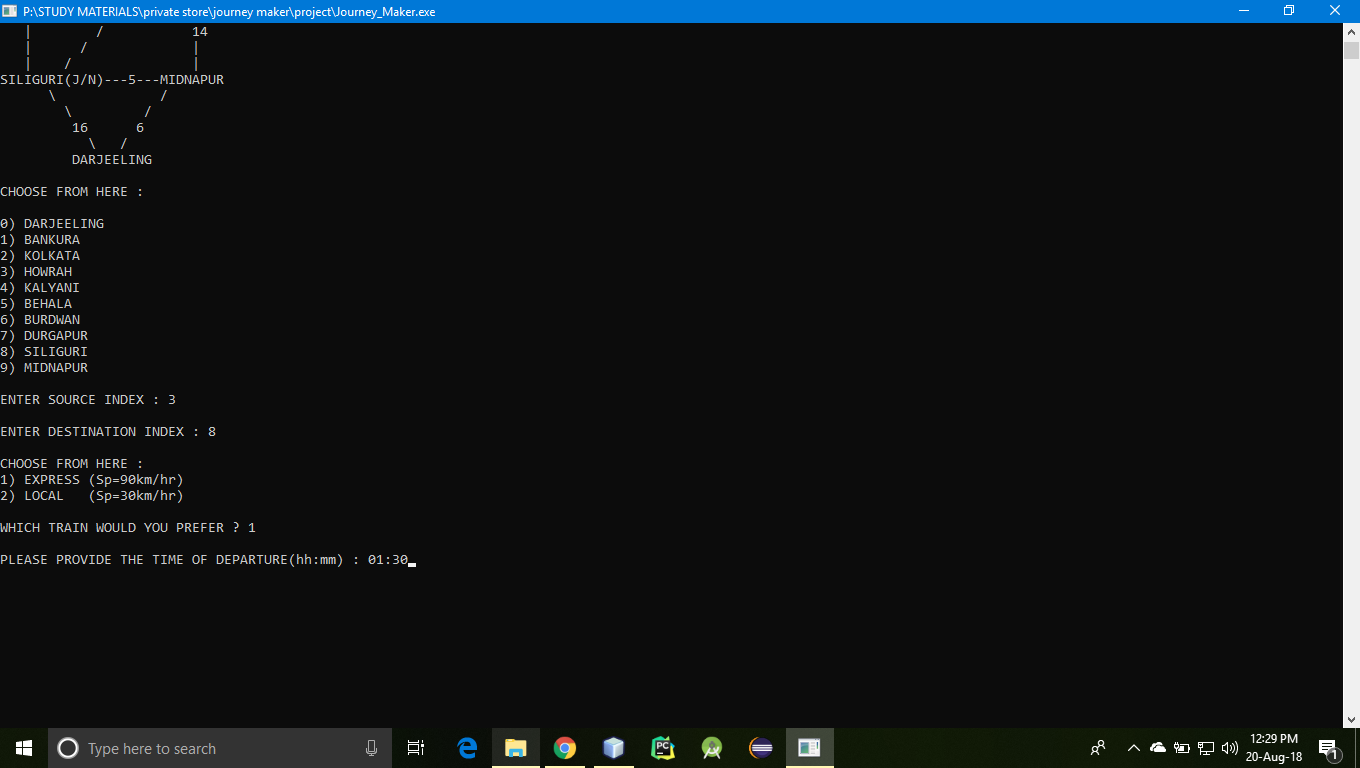 P:\STUDY MATERIALS\private store\journey maker\project\Journey_Maker.exe
|        /           14
|      /             |
|    /               |
SILIGURI(J/N)---5---MIDNAPUR
\             /
\         /
16      6
\   /
DARJEELING
CHOOSE FROM HERE :
0) DARJEELING
1) BANKURA
2) KOLKATA
3) HOWRAH
4) KALYANI
5) BEHALA
6) BURDWAN
7) DURGAPUR
8) SILIGURI
9) MIDNAPUR
ENTER SOURCE INDEX : 3
ENTER DESTINATION INDEX : 8
CHOOSE FROM HERE :
1) EXPRESS (Sp=90km/hr)
2) LOCAL   (Sp=30km/hr)
WHICH TRAIN WOULD YOU PREFER ? 1
PLEASE PROVIDE THE TIME OF DEPARTURE(hh:mm) : 01:30
Type here to search
PC
12:29 PM
20-Aug-18
1